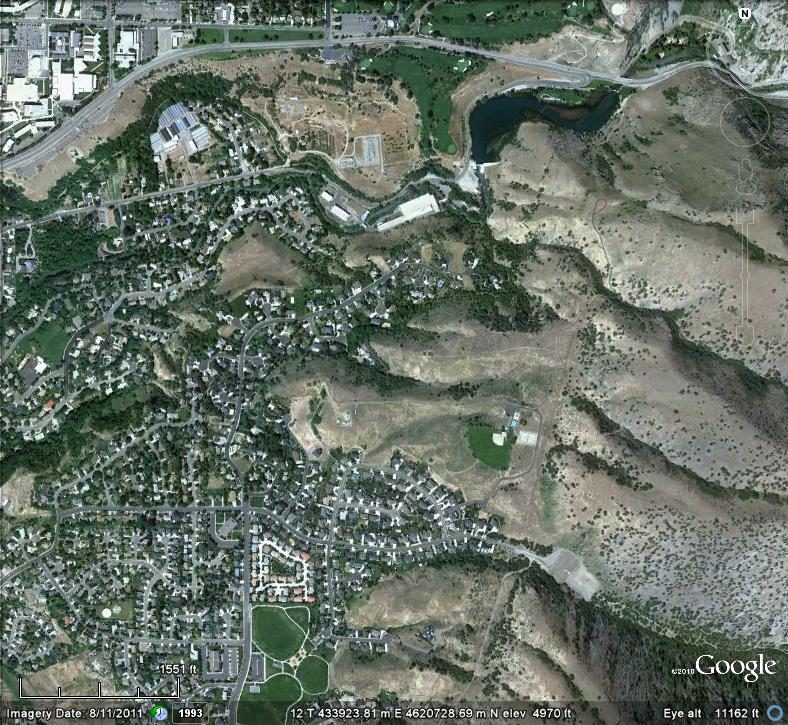 N
1551 ft
©2010 Google
Imagery Date: 8/11/2011 1993 12 T 433923.81 m E 4620728.69 m N elev 4970 ft Eye alt 11162 ft